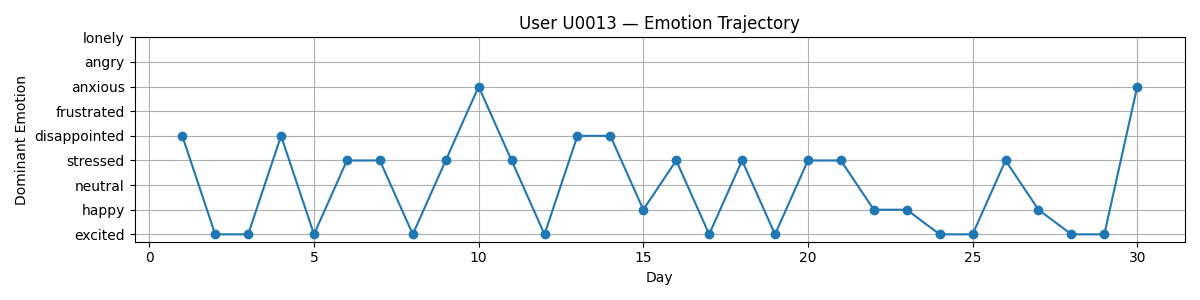 User U0013 — Emotion Trajectory
Dominant Emotion
lonely
angry
anxious
frustrated
disappointed
stressed
neutral
happy
excited
0 5 10 15 20 25 30
Day